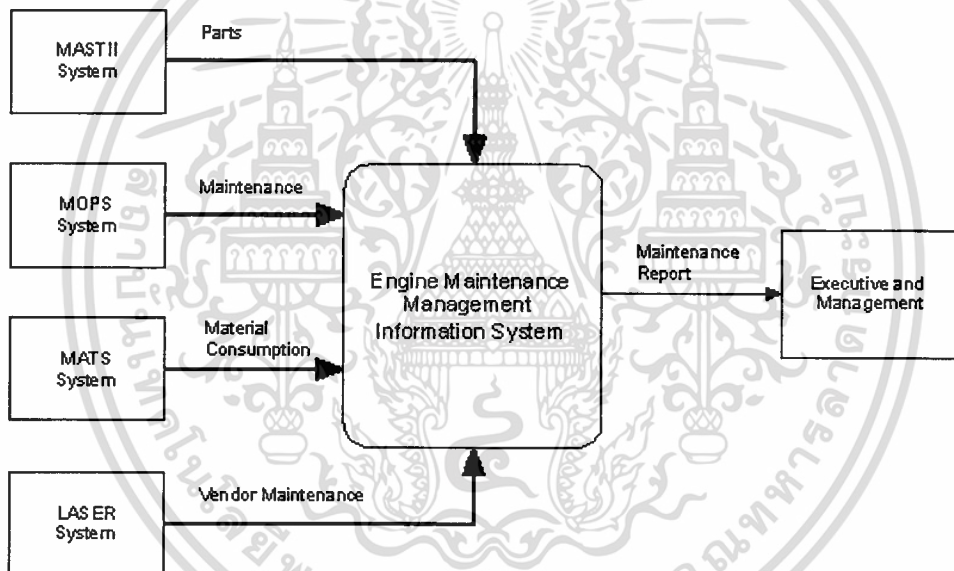 MASTII
System
Parts
MOPS
System
Maintenance
MATS
System
Material
Consumption
LASER
System
Vendor Maintenance
Engine Maintenance
Management
Information System
Maintenance
Report
Executive and
Management